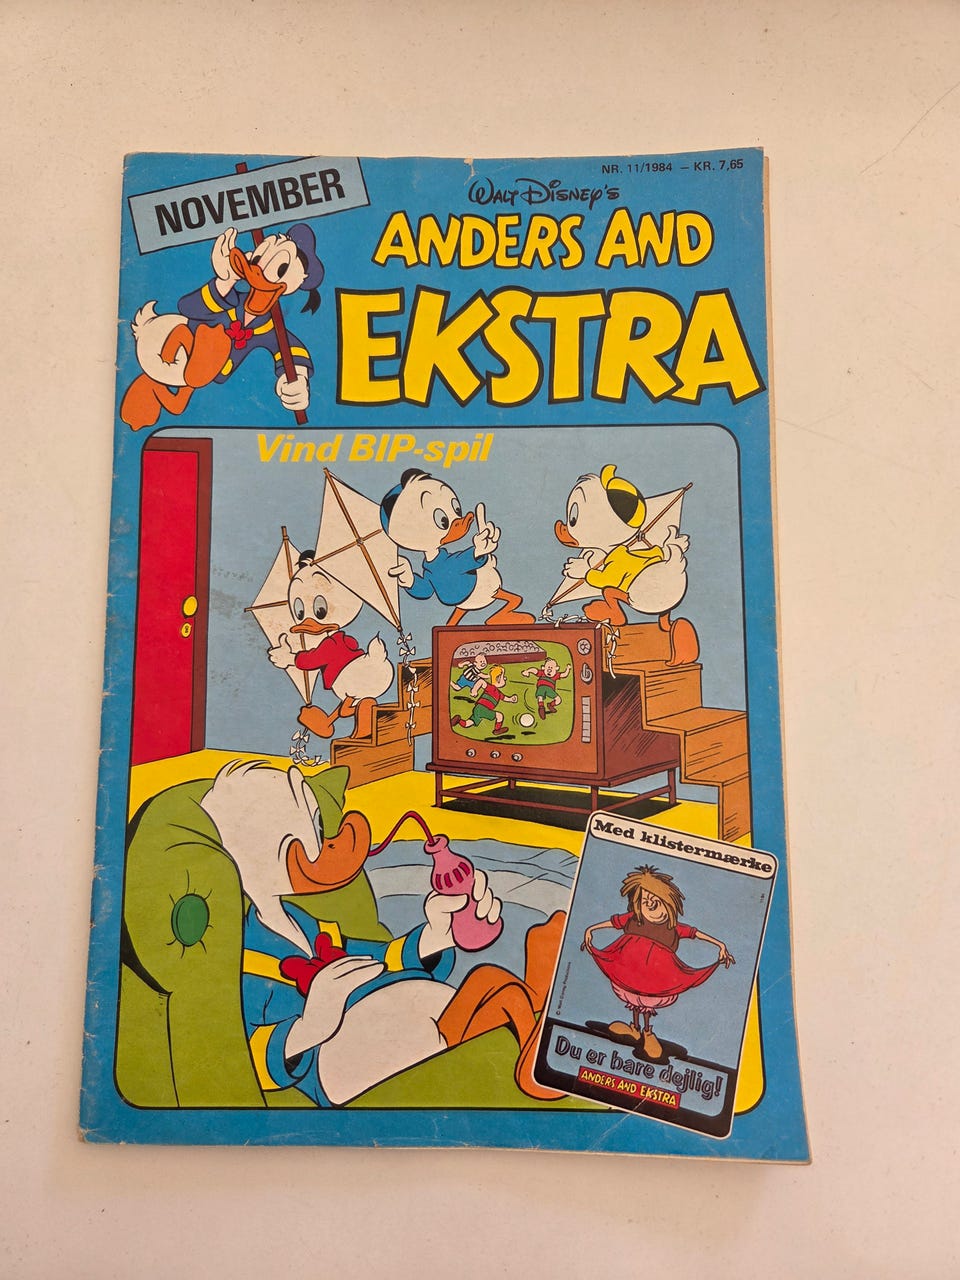 NOVEMBER
NR. 11/1984 – KR. 7,65
WALT DISNEY'S
ANDERS AND
EKSTRA
Vind BIP-spil
Med klistermærke
Du er bare dejlig!
ANDERS AND EKSTRA